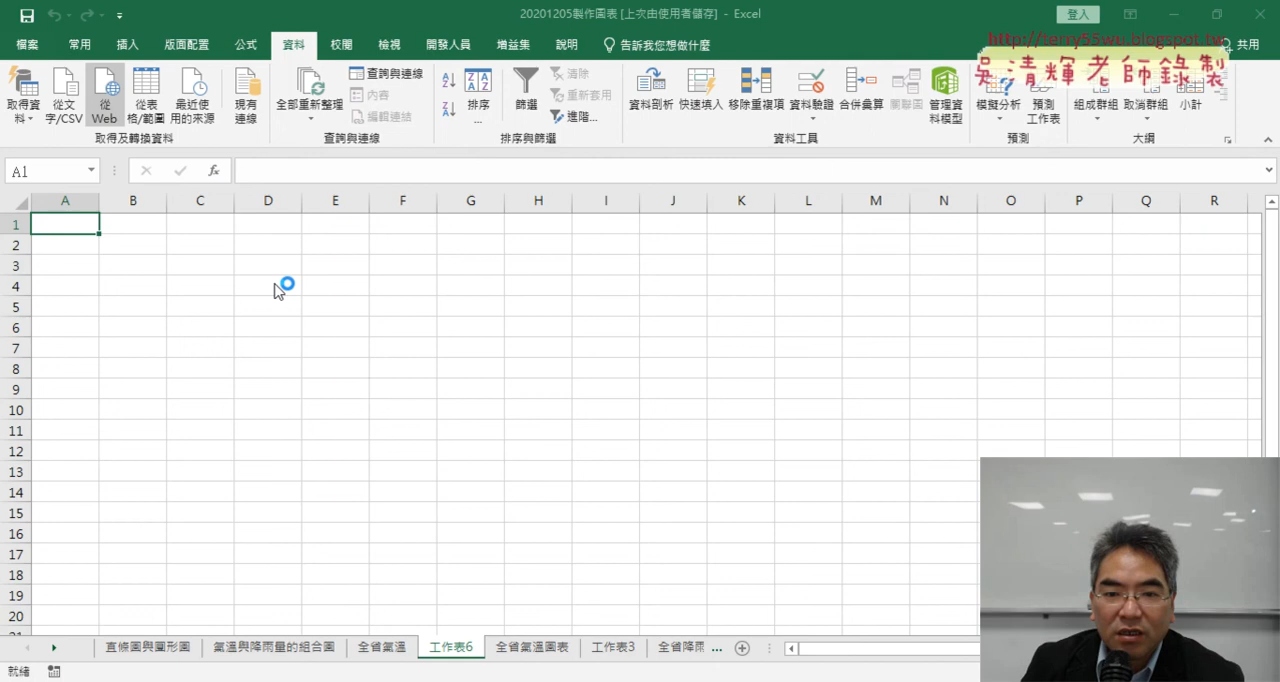 20201205製作圖表 [上次由使用者儲存] - Excel
登入
檔案 常用 插入 版面配置 公式 資料 校閱 檢視 開發人員 增益集 說明 告訴我您想做什麼 共用
http://terry55wu.blogspot.tw
吳清輝老師錄製
取得資料 從文字/CSV 從Web 從表格/範圍 最近使用的來源 現有連線
取得及轉換資料
全部重新整理 查詢與連線 內容 編輯連結
查詢與連線
排序... 篩選 清除 重新套用 進階...
排序與篩選
資料剖析 快速填入 移除重複項 資料驗證 合併彙算 關聯圖 管理資料模型
資料工具
模擬分析 預測工作表
預測
組成群組 取消群組 小計
大綱
A1 fx
A B C D E F G H I J K L M N O P Q R
1
2
3
4
5
6
7
8
9
10
11
12
13
14
15
16
17
18
19
20
直條圖與圖形圖 氣溫與降雨量的組合圖 全省氣溫 工作表6 全省氣溫圖表 工作表3 全省降雨 ...
就緒